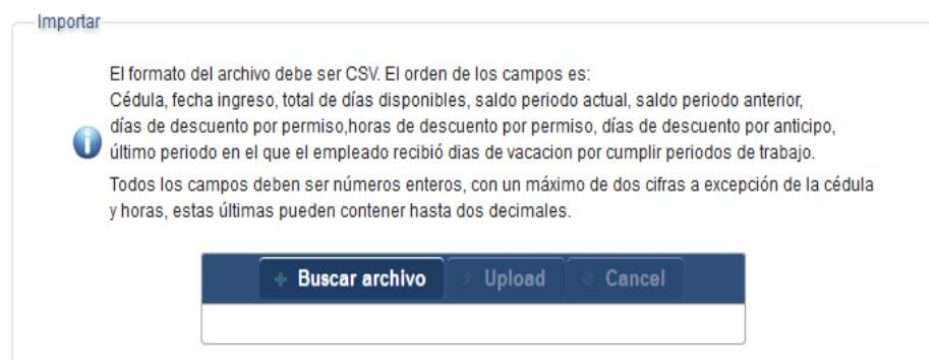 Importar
El formato del archivo debe ser CSV. El orden de los campos es:
Cédula, fecha ingreso, total de días disponibles, saldo periodo actual, saldo periodo anterior,
días de descuento por permiso,horas de descuento por permiso, días de descuento por anticipo,
último periodo en el que el empleado recibió dias de vacacion por cumplir periodos de trabajo.
Todos los campos deben ser números enteros, con un máximo de dos cifras a excepción de la cédula
y horas, estas últimas pueden contener hasta dos decimales.
Buscar archivo Upload Cancel